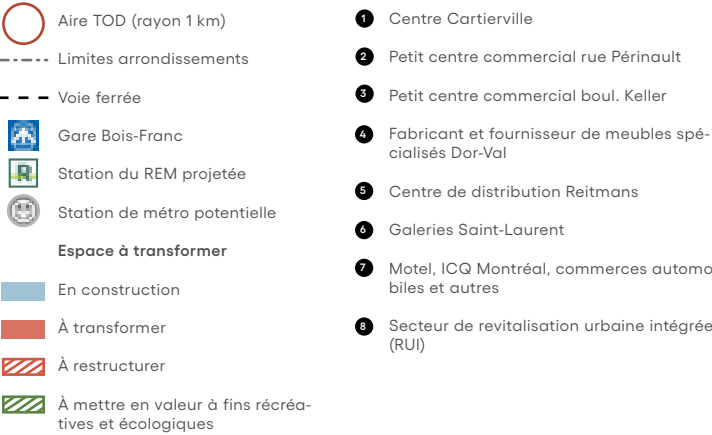 Aire TOD (rayon 1 km)
Limites arrondissements
Voie ferrée
Gare Bois-Franc
R
Station du REM projetée
Station de métro potentielle
Espace à transformer
En construction
À transformer
À restructurer
À mettre en valeur à fins récréa-
tives et écologiques
1 Centre Cartierville
2 Petit centre commercial rue Périnault
3 Petit centre commercial boul. Keller
4 Fabricant et fournisseur de meubles spé-
cialisés Dor-Val
5 Centre de distribution Reitmans
6 Galeries Saint-Laurent
7 Motel, ICQ Montréal, commerces automo
biles et autres
8 Secteur de revitalisation urbaine intégrée
(RUI)